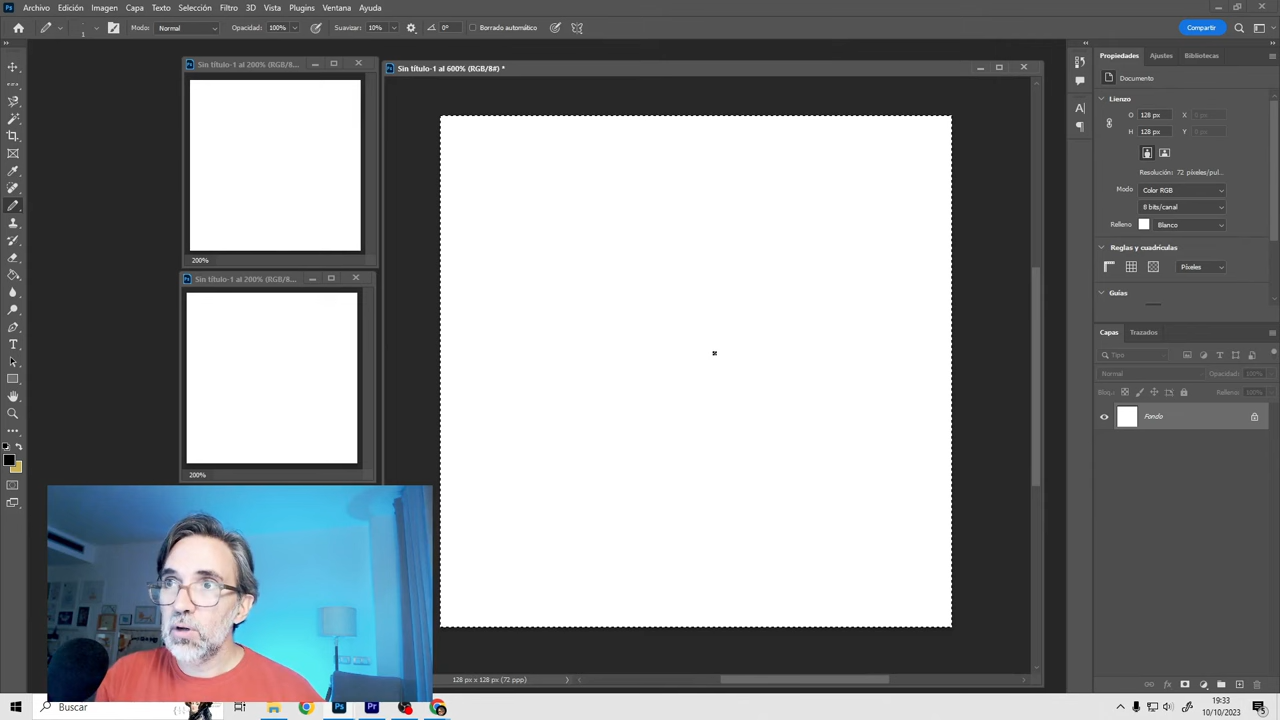 Archivo Edición Imagen Capa Texto Selección Filtro 3D Vista Plugins Ventana Ayuda
1 Modo: Normal Opacidad: 100% Suavizar: 10% 0° Borrado automático Compartir
Sin título-1 al 200% (RGB/8...
200%
Sin título-1 al 200% (RGB/8...
200%
Sin título-1 al 600% (RGB/8#) *
128 px x 128 px (72 ppp)
Propiedades Ajustes Bibliotecas
Documento
Lienzo
O 128 px X 0 px
H 128 px Y 0 px
Resolución: 72 píxeles/pul...
Modo Color RGB
8 bits/canal
Relleno Blanco
Reglas y cuadrículas
Píxeles
Guías
Capas Trazados
Tipo
Normal Opacidad: 100%
Bloq.: Relleno: 100%
Fondo
Buscar
19:33
10/10/2023